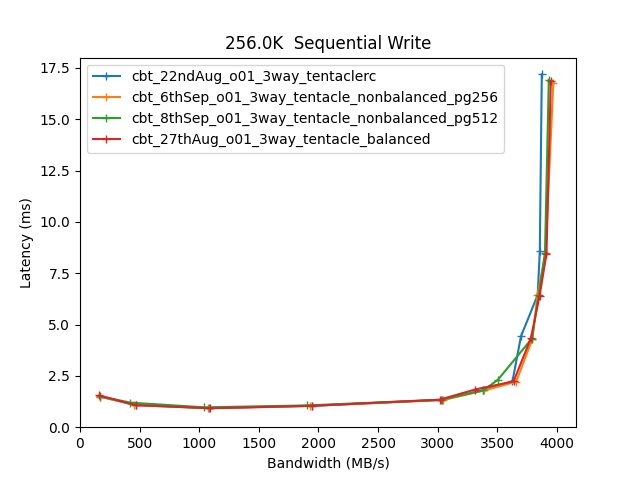 256.0K  Sequential Write
cbt_22ndAug_o01_3way_tentaclerc
cbt_6thSep_o01_3way_tentacle_nonbalanced_pg256
cbt_8thSep_o01_3way_tentacle_nonbalanced_pg512
cbt_27thAug_o01_3way_tentacle_balanced
17.5
15.0
12.5
10.0
7.5
5.0
2.5
0.0
Latency (ms)
0 500 1000 1500 2000 2500 3000 3500 4000
Bandwidth (MB/s)